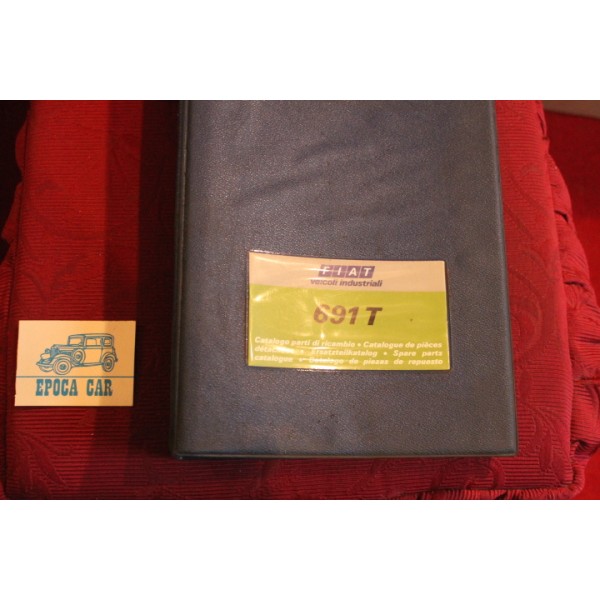 FIAT
veicoli industriali
691 T
Catalogo parti di ricambio • Catalogue de pièces
détachées • Ersatzteilkatalog • Spare parts
catalogue • Catalogo de piezas de repuesto
EPOCA CAR